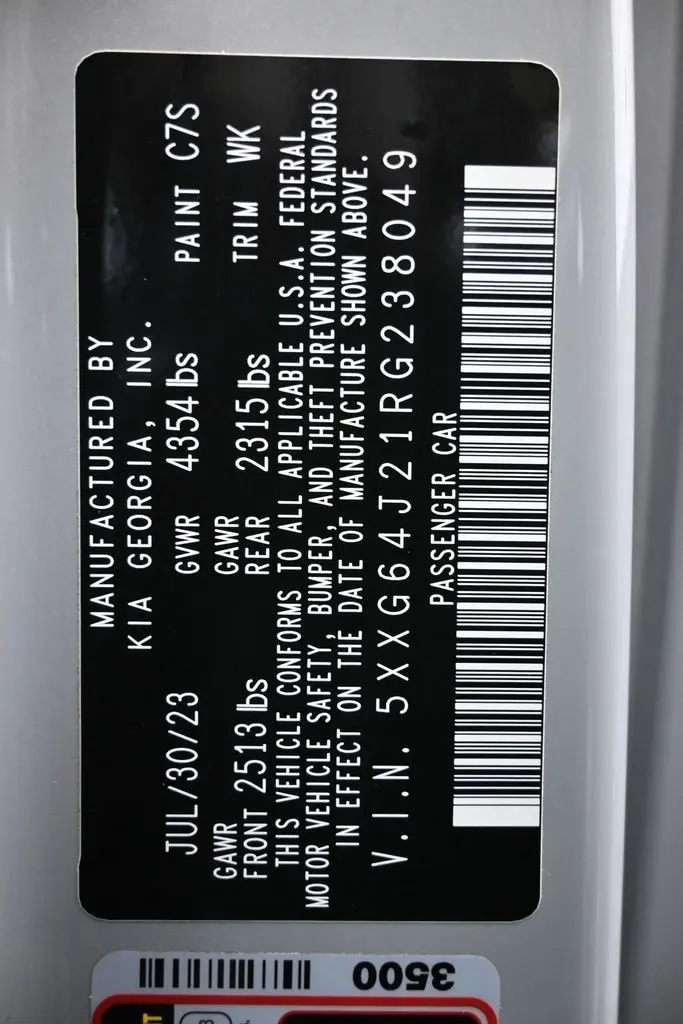 MANUFACTURED BY
KIA GEORGIA, INC.
JUL/30/23 GVWR 4354 lbs PAINT C7S
GAWR GAWR
FRONT 2513 lbs REAR 2315 lbs TRIM WK
THIS VEHICLE CONFORMS TO ALL APPLICABLE U.S.A. FEDERAL
MOTOR VEHICLE SAFETY, BUMPER, AND THEFT PREVENTION STANDARDS
IN EFFECT ON THE DATE OF MANUFACTURE SHOWN ABOVE.
V.I.N. 5XXG64J21RG238049
PASSENGER CAR
3500